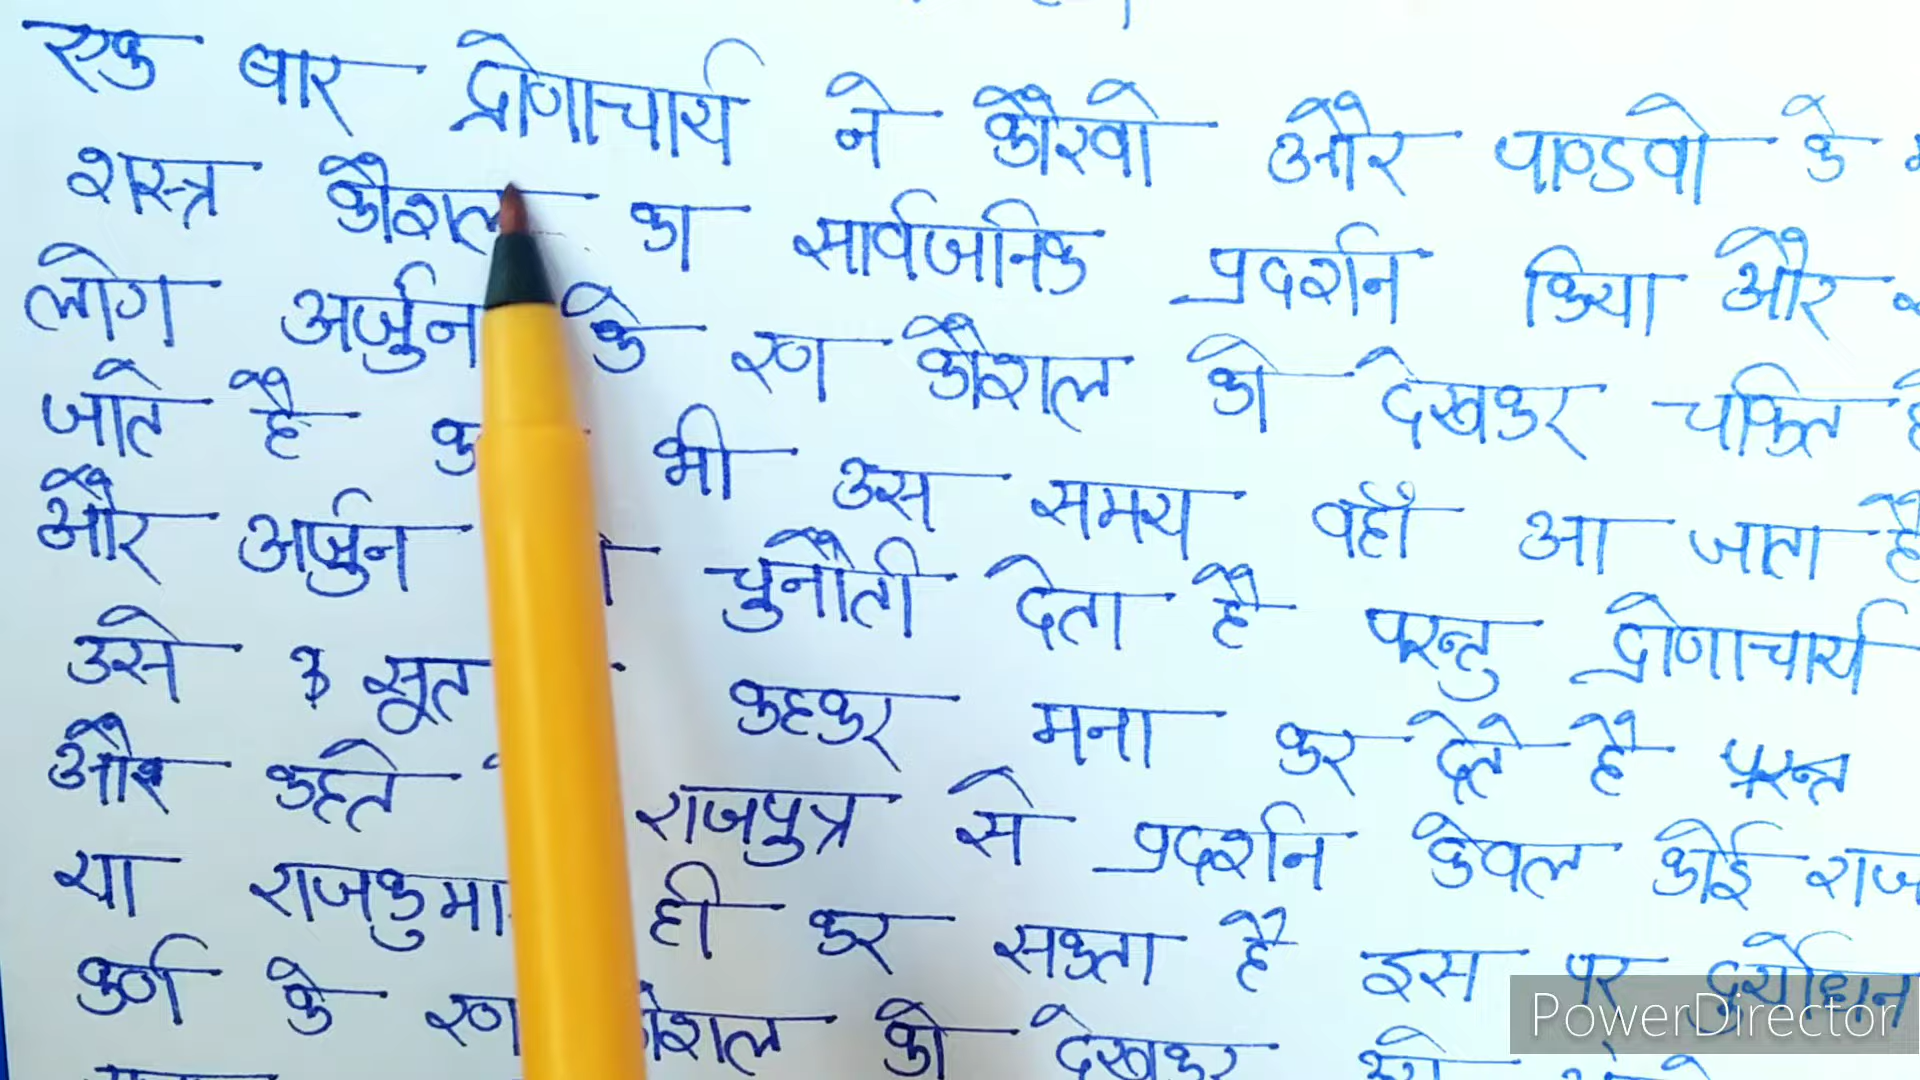 एक बार द्रोणाचार्य ने कौरवो और पाण्डवो के
शस्त्र कौशल का सार्वजनिक प्रदर्शन किया और
लोग अर्जुन के रण कौशल को देखकर चकित
जाते है भी उस समय वहाँ आ जाता है
और अर्जुन चुनौती देता है परन्तु द्रोणाचार्य
उसे सूत कहकर मना कर देते है परन्त
और कहते राजपुत्र से प्रदर्शन केवल कोई
या ही कर सकता है इस पर दुर्योधन
कर्ण के रण कौशल को देखकर
PowerDirector